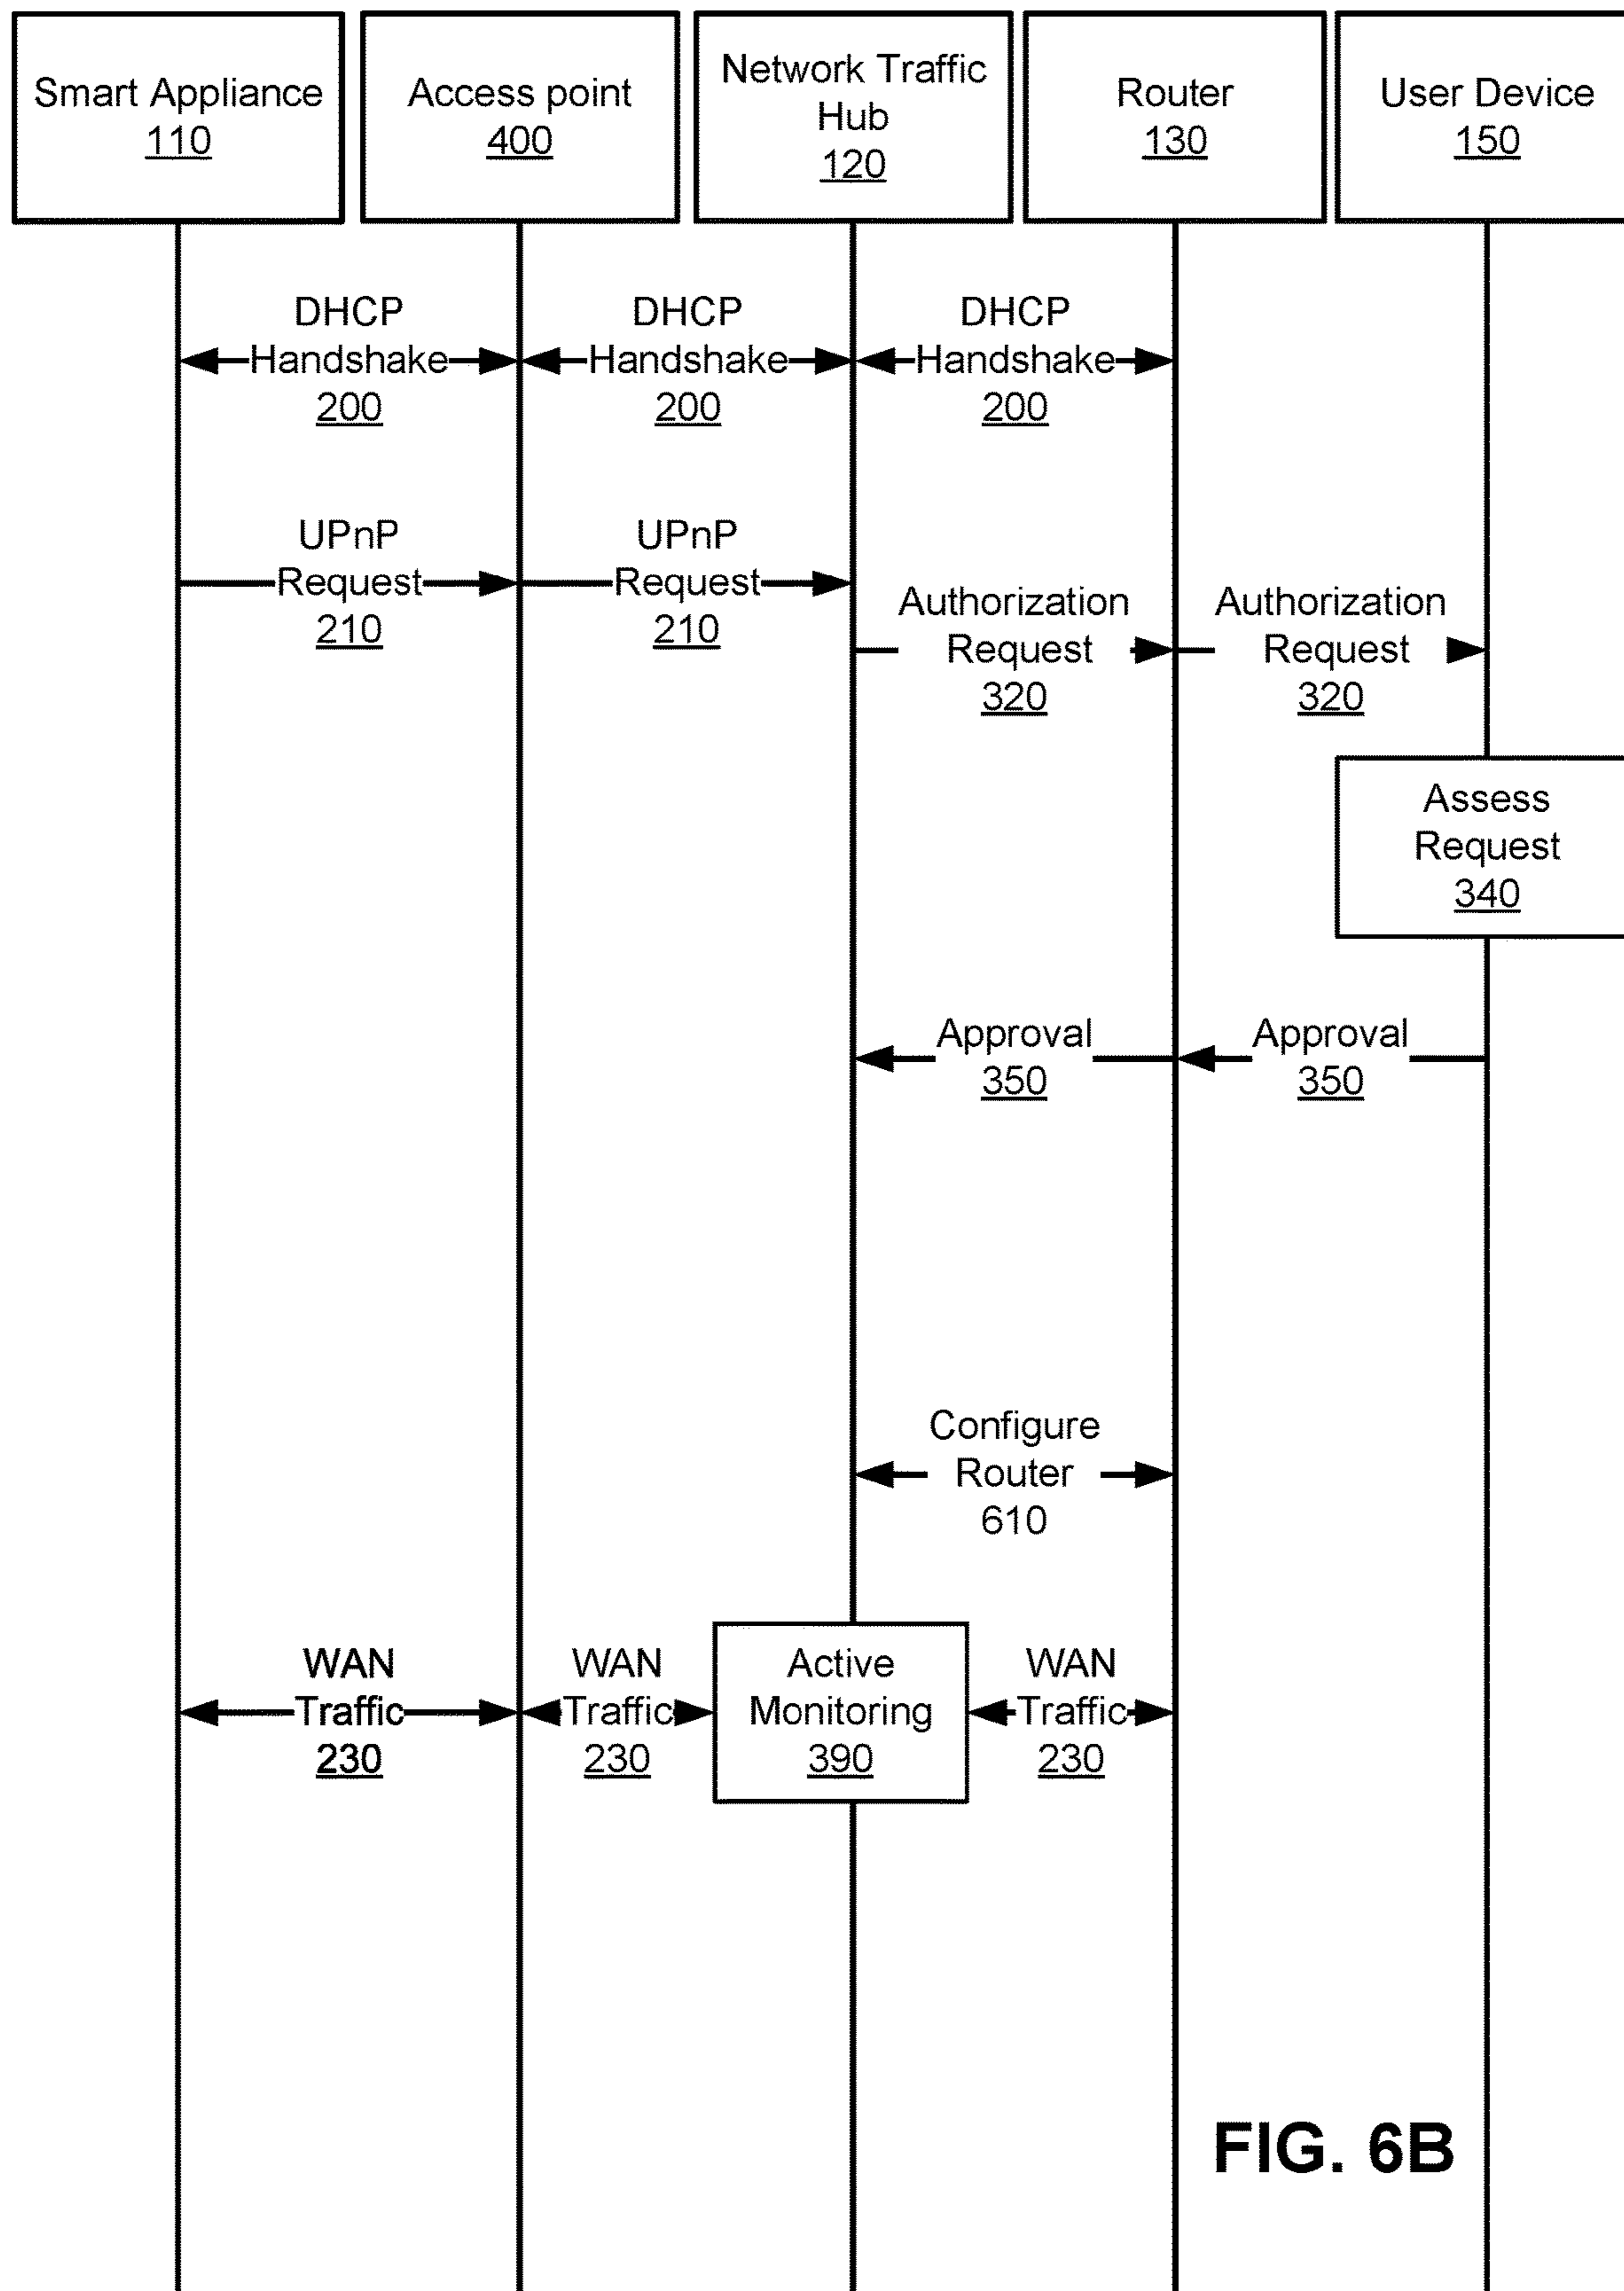 Smart Appliance
110
Access point
400
Network Traffic
Hub
120
Router
130
User Device
150
DHCP
Handshake
200
DHCP
Handshake
200
DHCP
Handshake
200
UPnP
Request
210
UPnP
Request
210
Authorization
Request
320
Authorization
Request
320
Assess
Request
340
Approval
350
Approval
350
Configure
Router
610
WAN
Traffic
230
WAN
Traffic
230
Active
Monitoring
390
WAN
Traffic
230
FIG. 6B